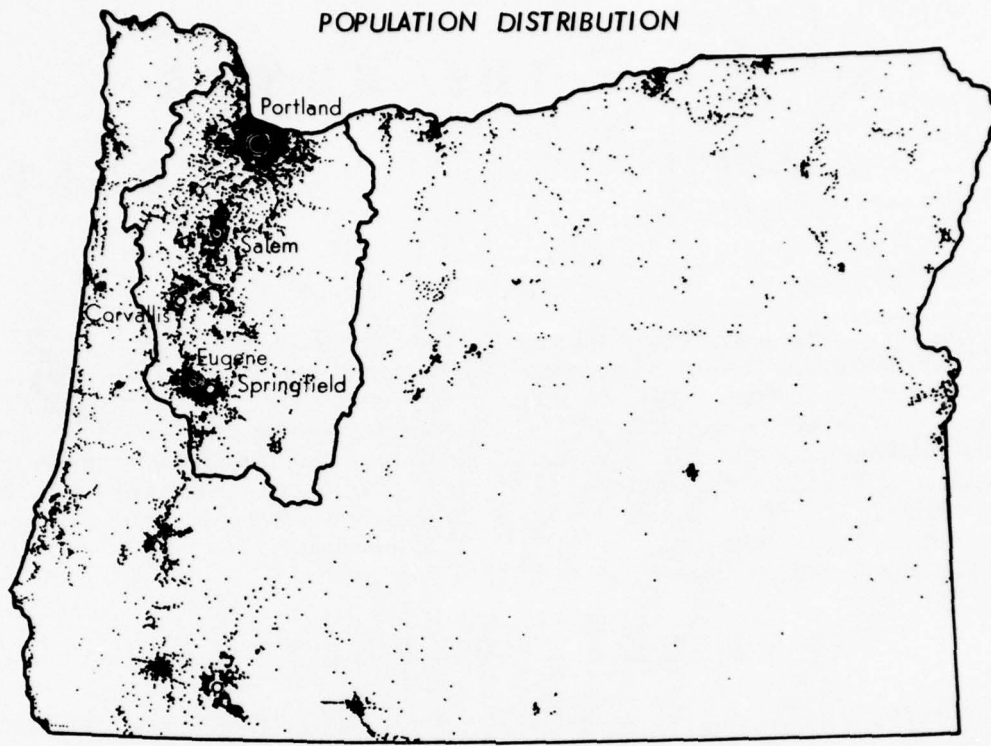 POPULATION DISTRIBUTION
Portland
Salem
Corvallis
Eugene
Springfield